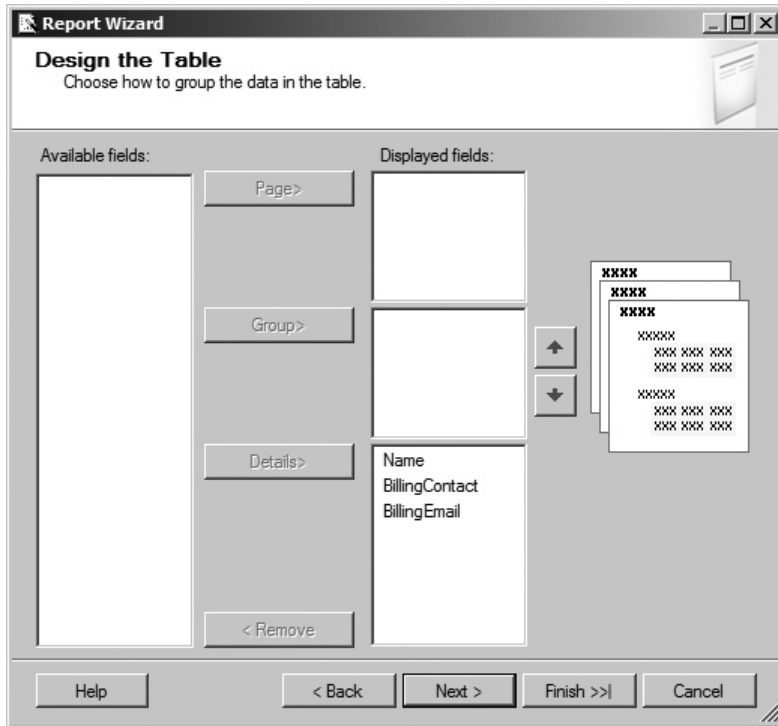 Report Wizard
Design the Table
Choose how to group the data in the table.
Available fields:
Displayed fields:
Page>
Group>
Details>
< Remove
Name
BillingContact
BillingEmail
xxxx
xxxx
xxxx
xxxxx
xxx xxx xxx
xxx xxx xxx
xxxxx
xxx xxx xxx
xxx xxx xxx
Help
< Back
Next >
Finish >>|
Cancel